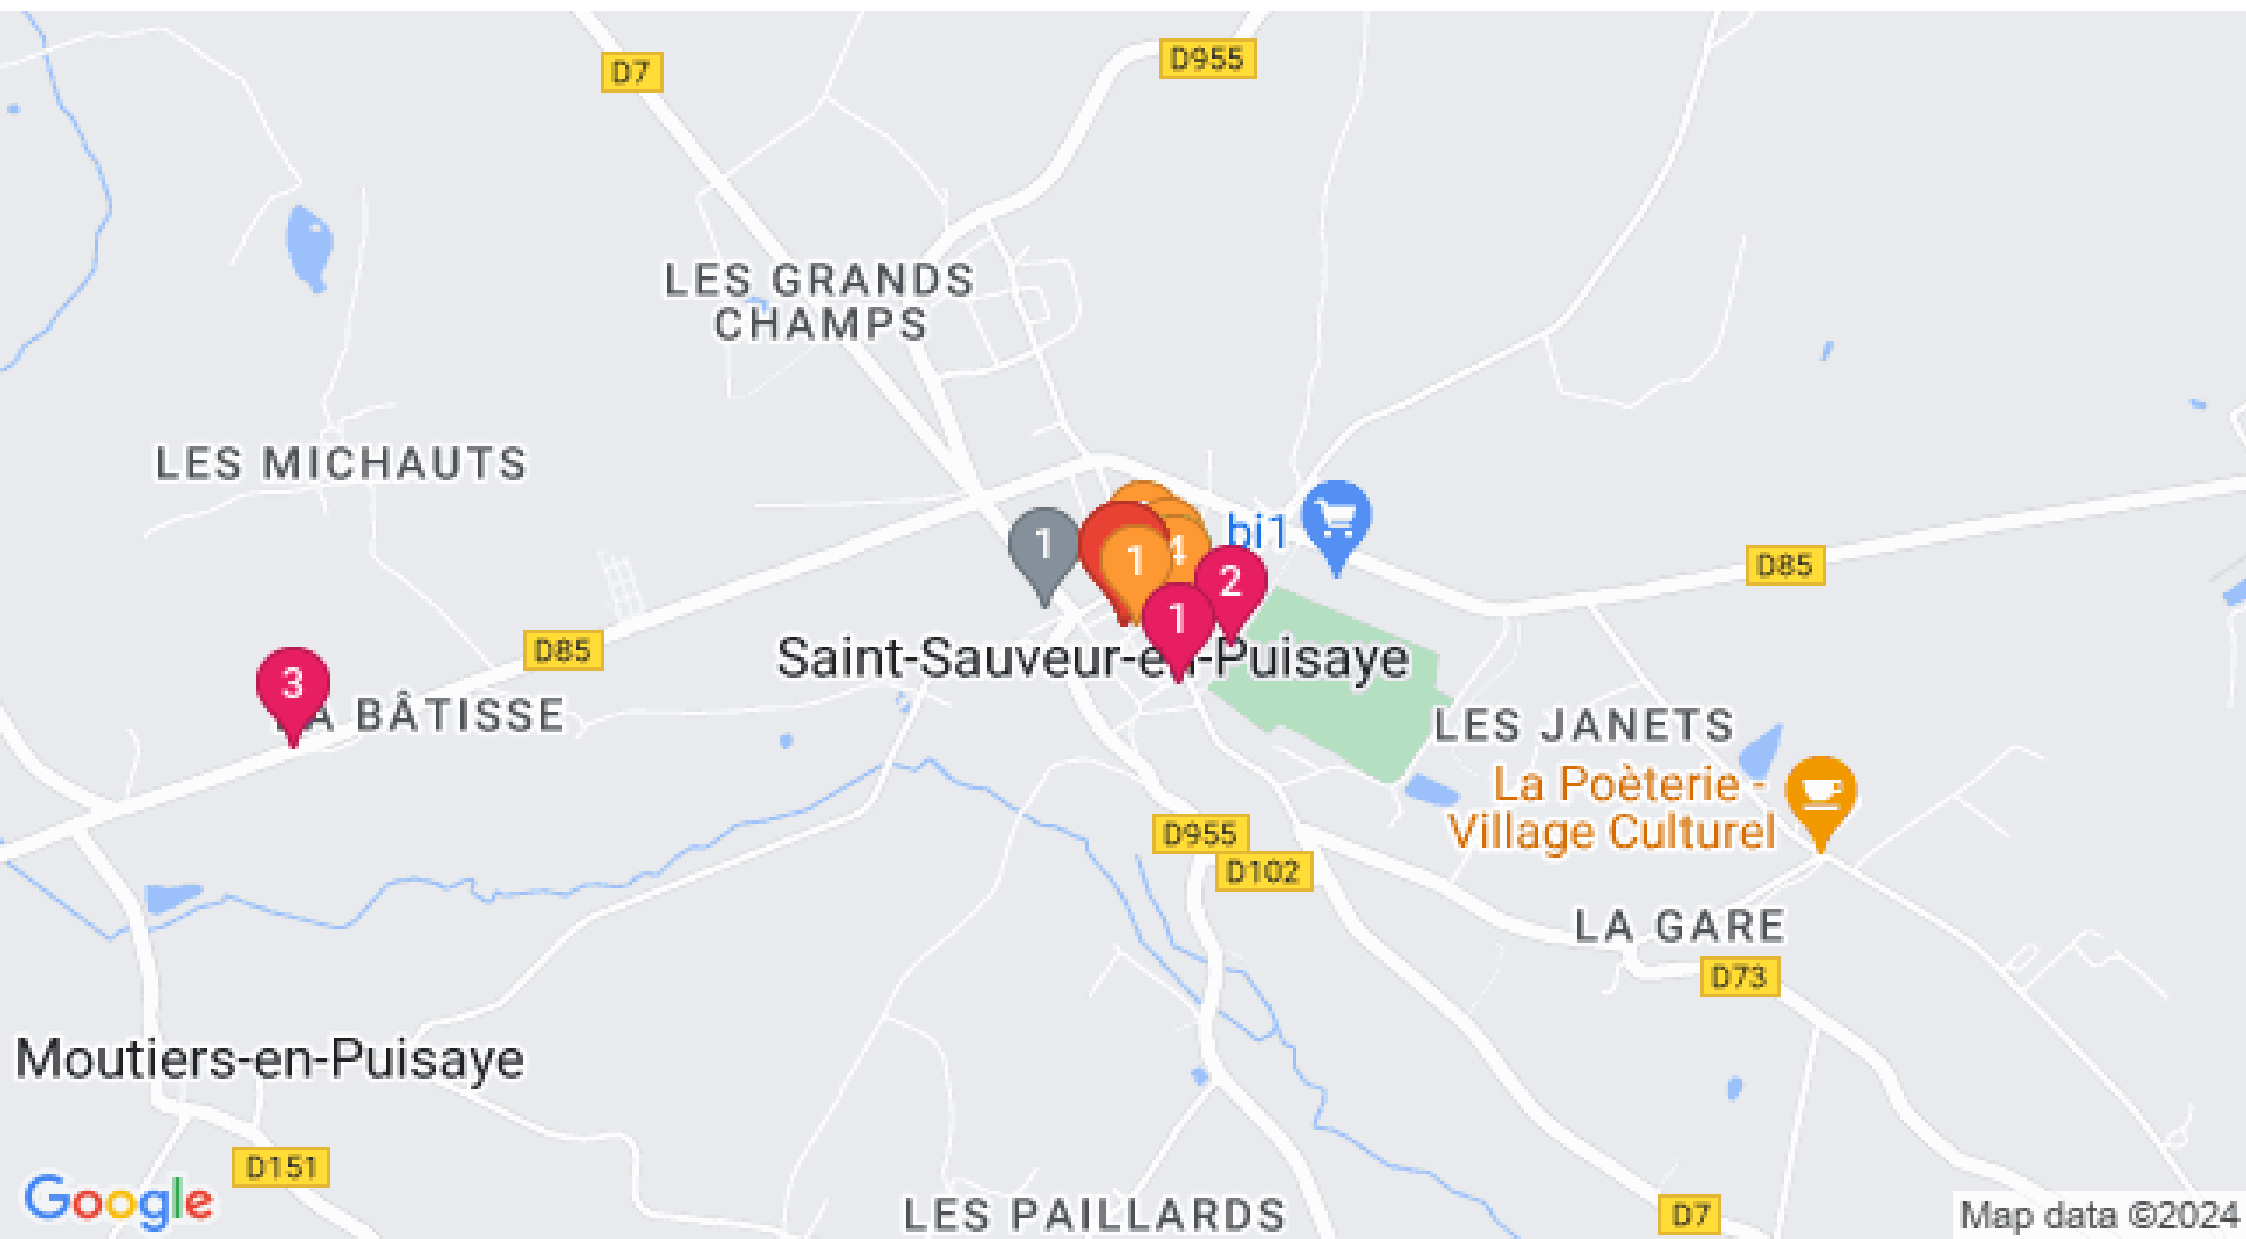 D955
D7
LES GRANDS
CHAMPS
LES MICHAUTS
bi1
1
1
4
2
1
D85
D85
Saint-Sauveur-en-Puisaye
3
LA BÂTISSE
LES JANETS
La Poèterie -
Village Culturel
D955
D102
LA GARE
D73
Moutiers-en-Puisaye
D151
Google
LES PAILLARDS
D7
Map data ©2024